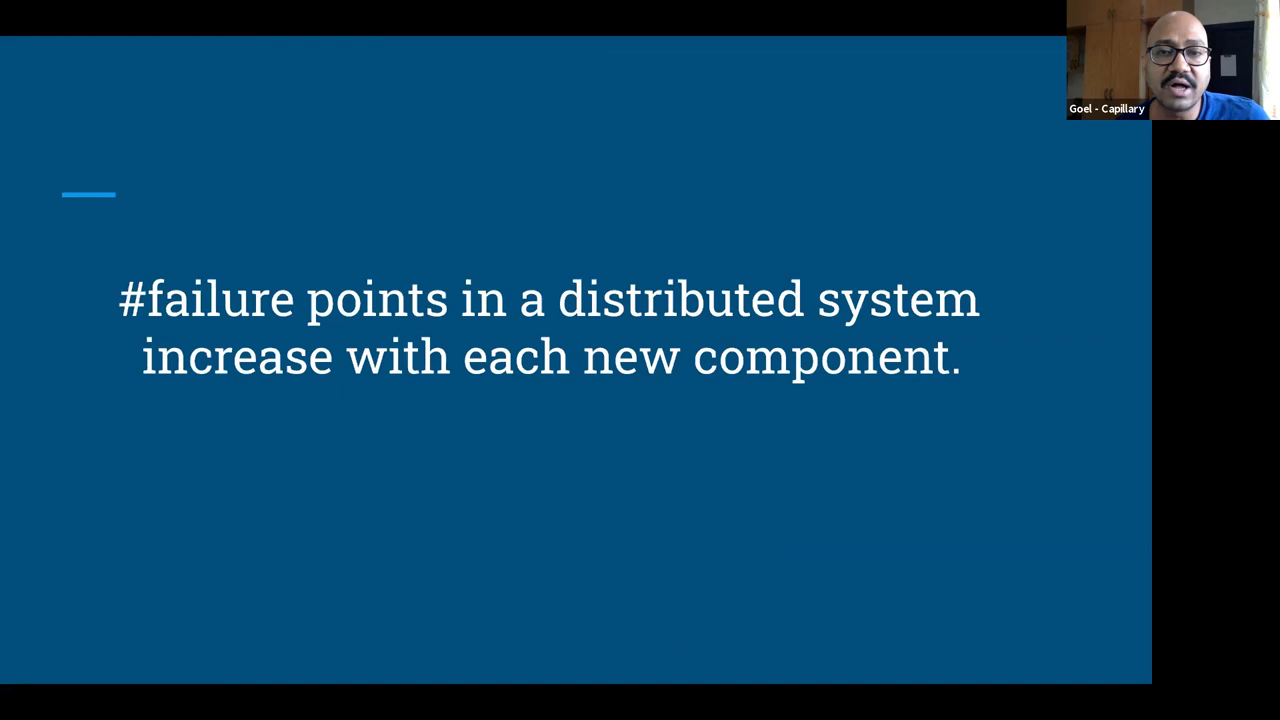 Goel - Capillary
#failure points in a distributed system
increase with each new component.